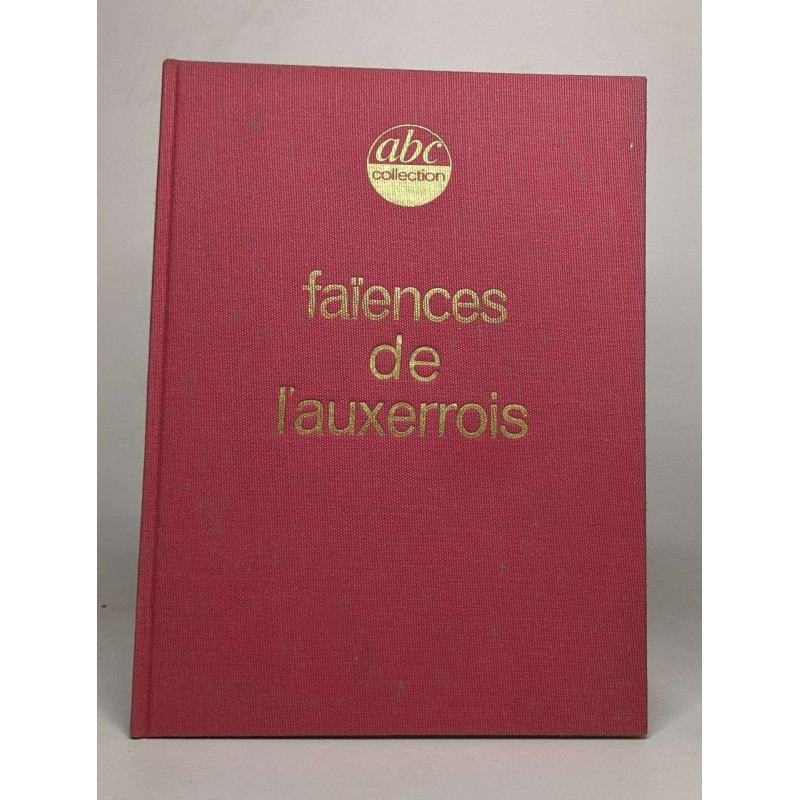 abc
collection
faïences
de
l'auxerrois